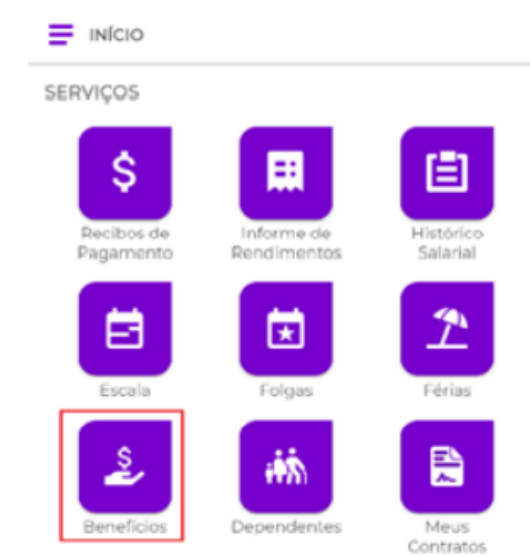 INÍCIO
SERVIÇOS
$
Recibos de
Pagamento
Informe de
Rendimentos
Histórico
Salarial
Escala
Folgas
Férias
$
Benefícios
Dependentes
Meus
Contratos